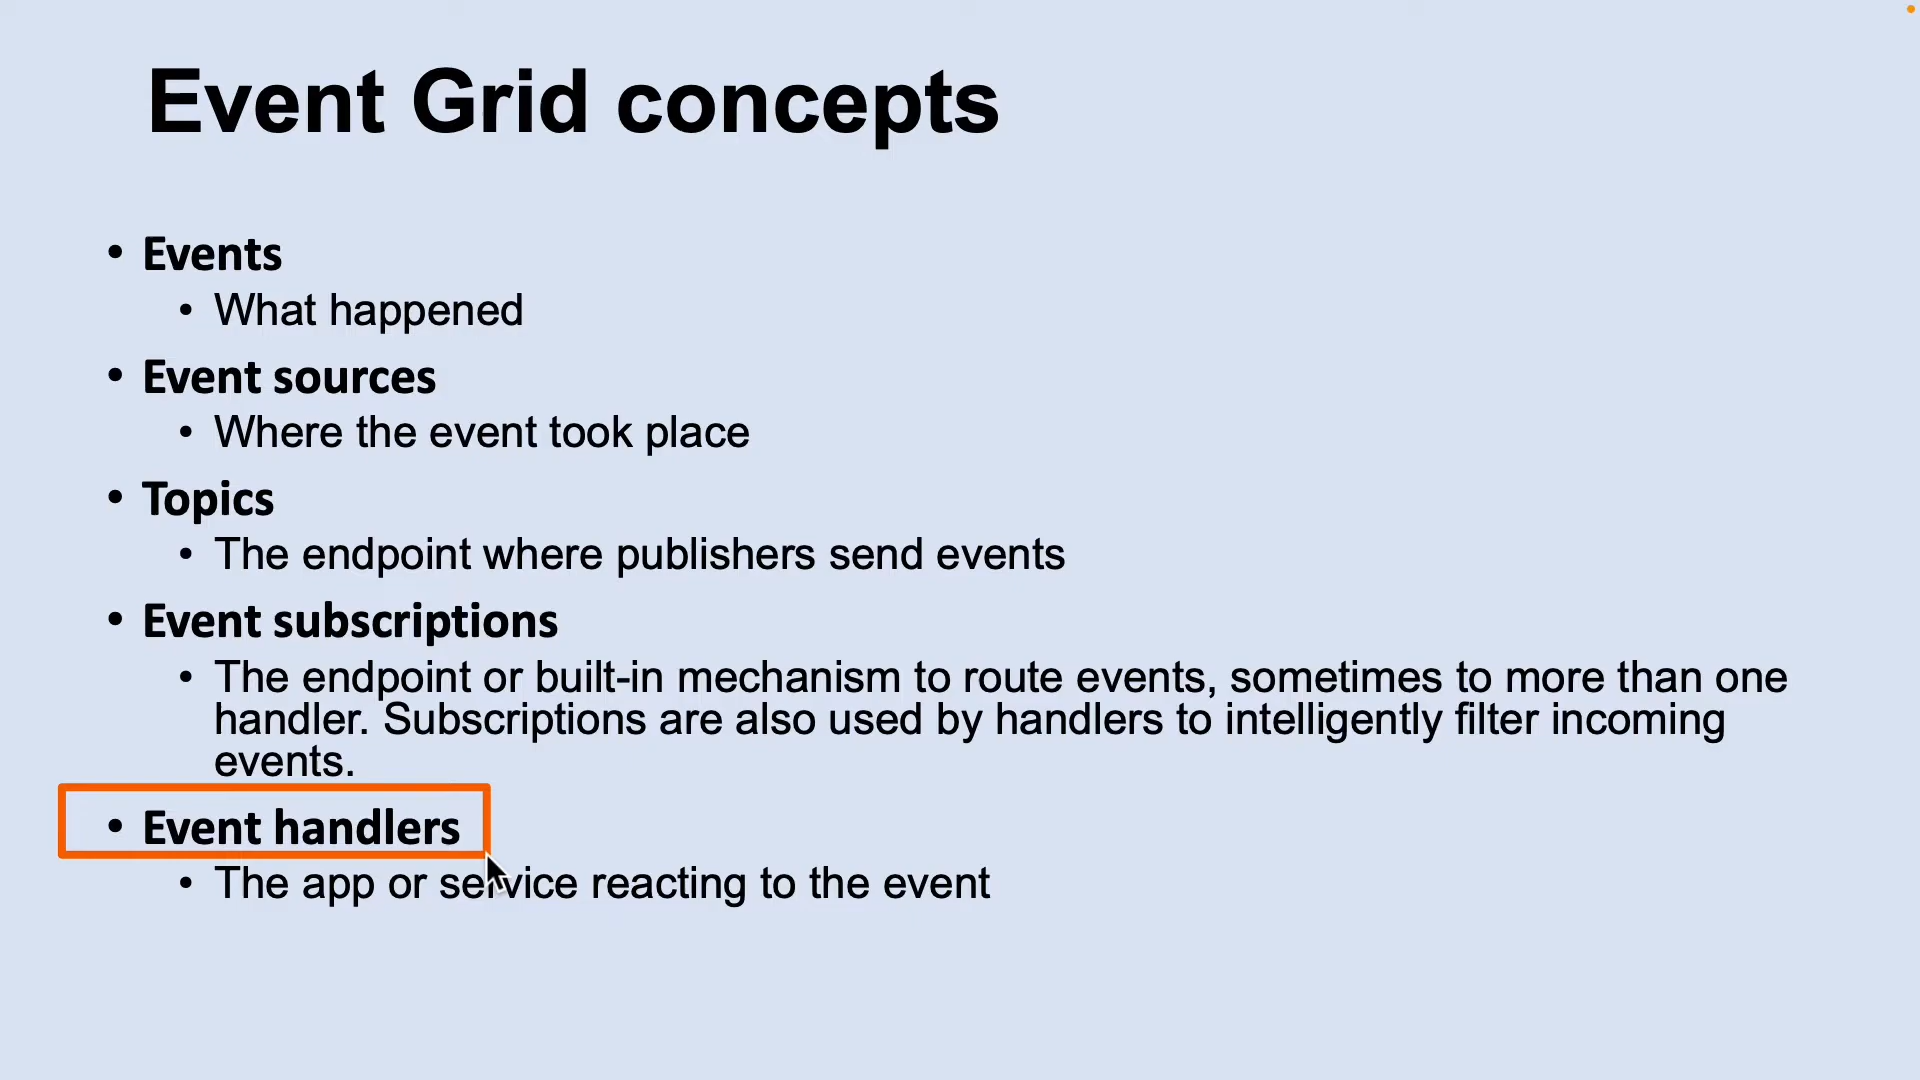 Event Grid concepts
• Events
• What happened
• Event sources
• Where the event took place
• Topics
• The endpoint where publishers send events
• Event subscriptions
• The endpoint or built-in mechanism to route events, sometimes to more than one
handler. Subscriptions are also used by handlers to intelligently filter incoming
events.
• Event handlers
• The app or service reacting to the event